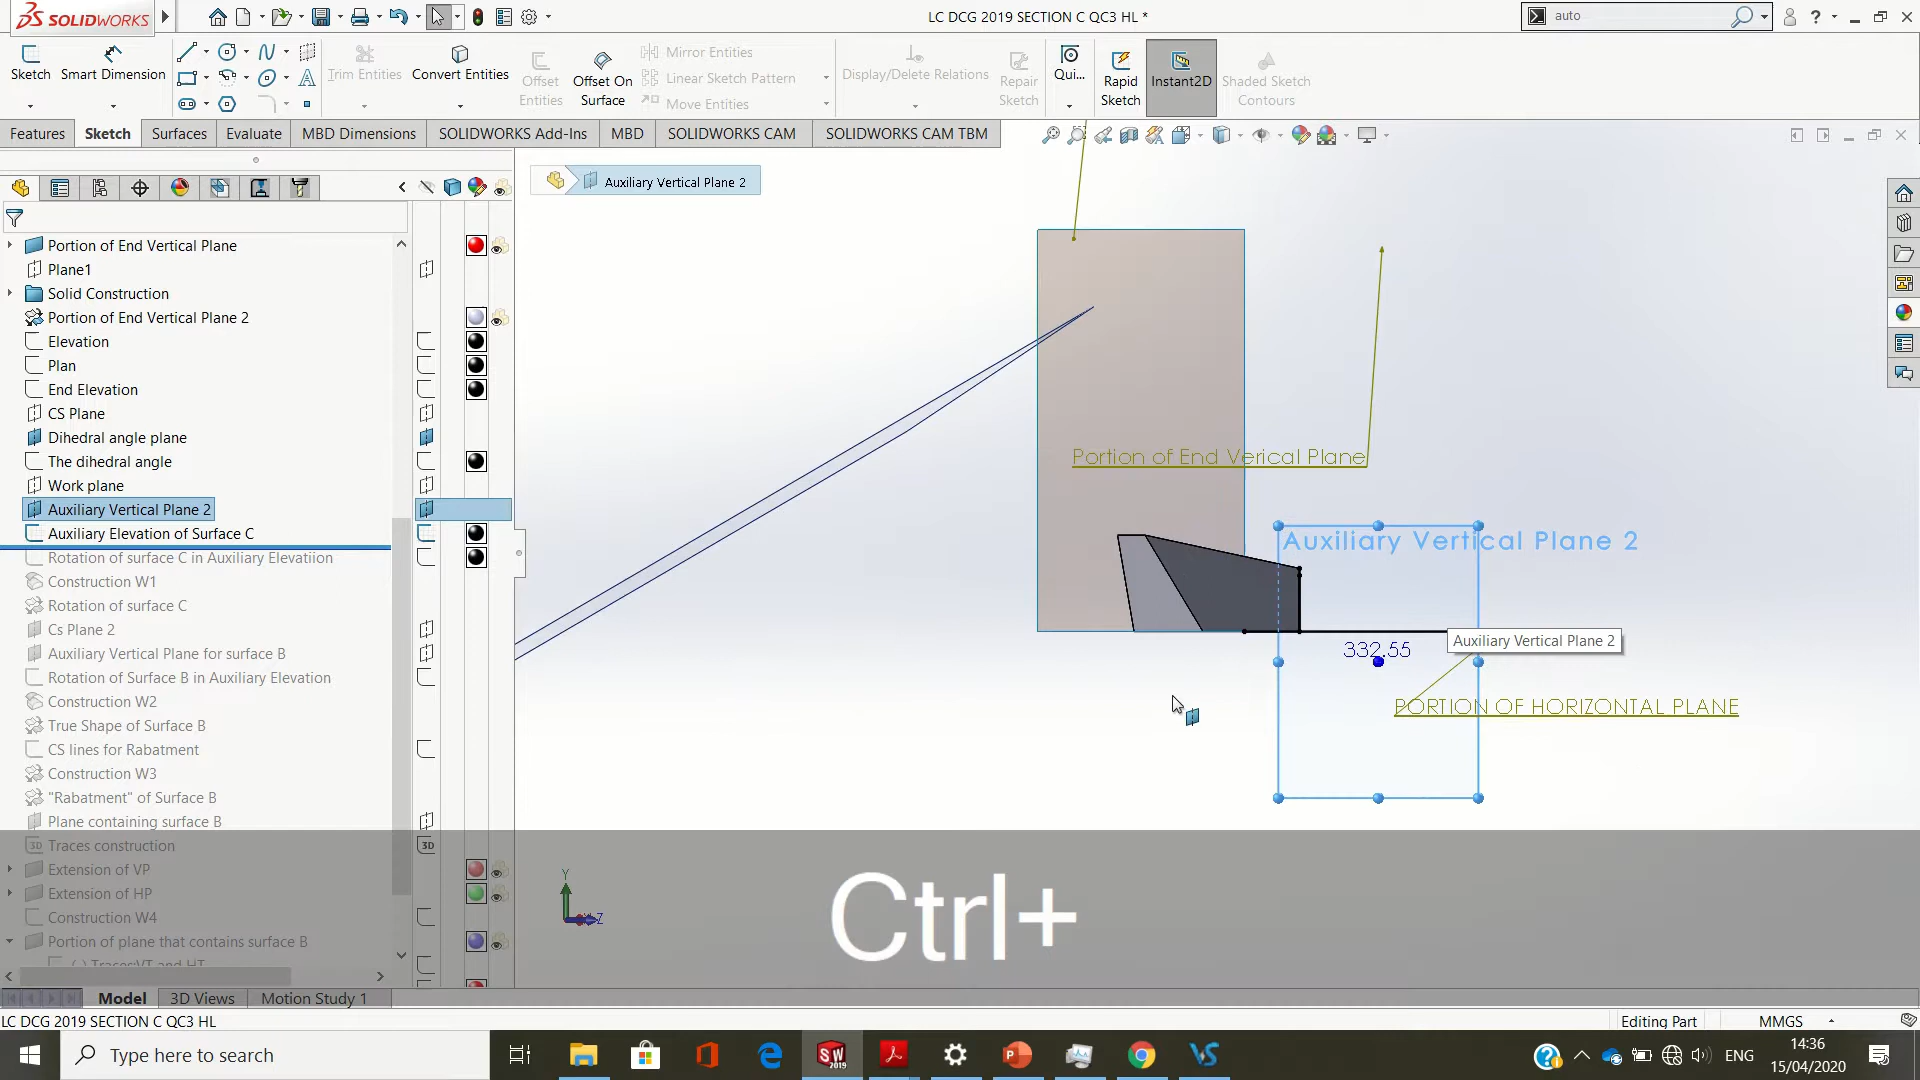 SOLIDWORKS
LC DCG 2019 SECTION C QC3 HL *
auto
Sketch
Smart Dimension
Trim Entities
Convert Entities
Offset Entities
Offset On Surface
Mirror Entities
Linear Sketch Pattern
Move Entities
Display/Delete Relations
Repair Sketch
Qui...
Rapid Sketch
Instant2D
Shaded Sketch Contours
Features
Sketch
Surfaces
Evaluate
MBD Dimensions
SOLIDWORKS Add-Ins
MBD
SOLIDWORKS CAM
SOLIDWORKS CAM TBM
Auxiliary Vertical Plane 2
Portion of End Vertical Plane
Plane1
Solid Construction
Portion of End Vertical Plane 2
Elevation
Plan
End Elevation
CS Plane
Dihedral angle plane
The dihedral angle
Work plane
Auxiliary Vertical Plane 2
Auxiliary Elevation of Surface C
Rotation of surface C in Auxiliary Elevatiion
Construction W1
Rotation of surface C
Cs Plane 2
Auxiliary Vertical Plane for surface B
Rotation of Surface B in Auxiliary Elevation
Construction W2
True Shape of Surface B
CS lines for Rabatment
Construction W3
"Rabatment" of Surface B
Plane containing surface B
3D Traces construction
3D
Extension of VP
Extension of HP
Construction W4
Portion of plane that contains surface B
(-) Traces:VT and HT
Portion of End Verical Plane
Auxiliary Vertical Plane 2
332.55
Auxiliary Vertical Plane 2
PORTION OF HORIZONTAL PLANE
Y
Z
Ctrl+
Model
3D Views
Motion Study 1
LC DCG 2019 SECTION C QC3 HL
Editing Part
MMGS
Type here to search
SW
2019
ENG
14:36
15/04/2020